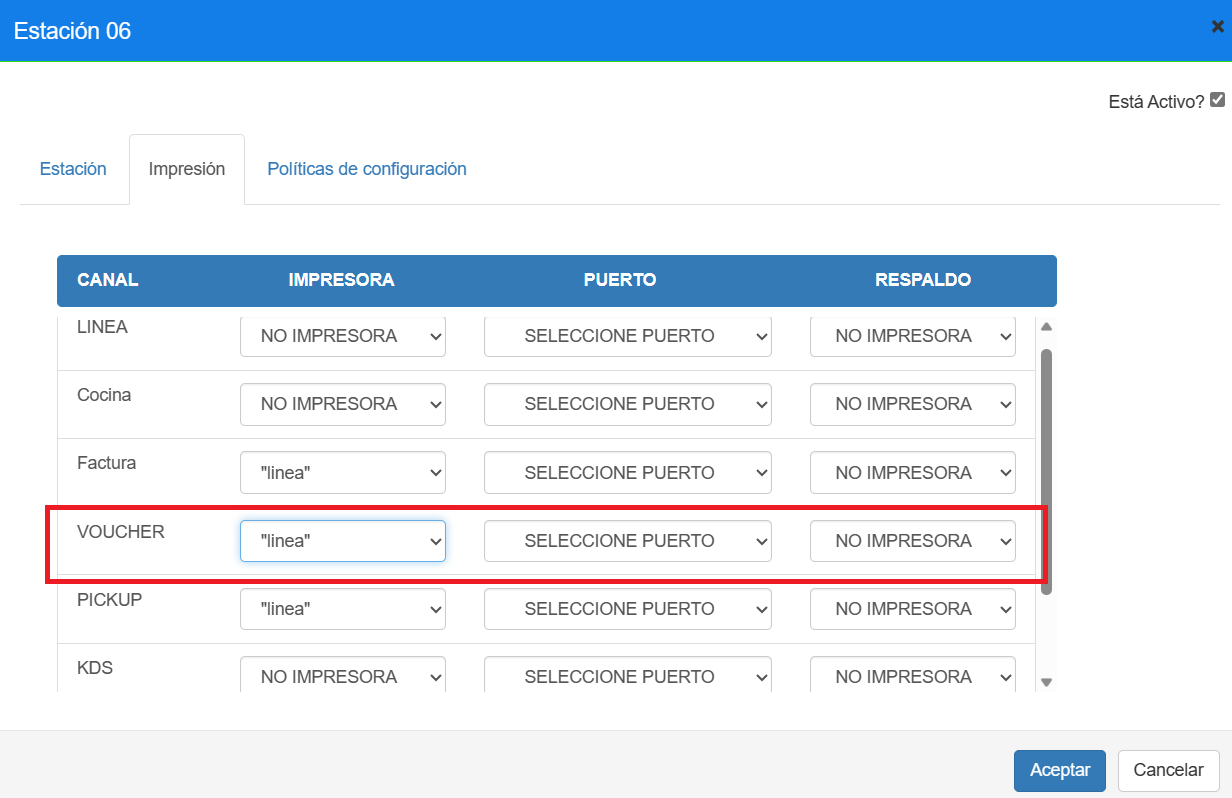 Estación 06
Está Activo?
Estación Impresión Políticas de configuración
CANAL IMPRESORA PUERTO RESPALDO
LINEA NO IMPRESORA SELECCIONE PUERTO NO IMPRESORA
Cocina NO IMPRESORA SELECCIONE PUERTO NO IMPRESORA
Factura "linea" SELECCIONE PUERTO NO IMPRESORA
VOUCHER "linea" SELECCIONE PUERTO NO IMPRESORA
PICKUP "linea" SELECCIONE PUERTO NO IMPRESORA
KDS NO IMPRESORA SELECCIONE PUERTO NO IMPRESORA
Aceptar Cancelar